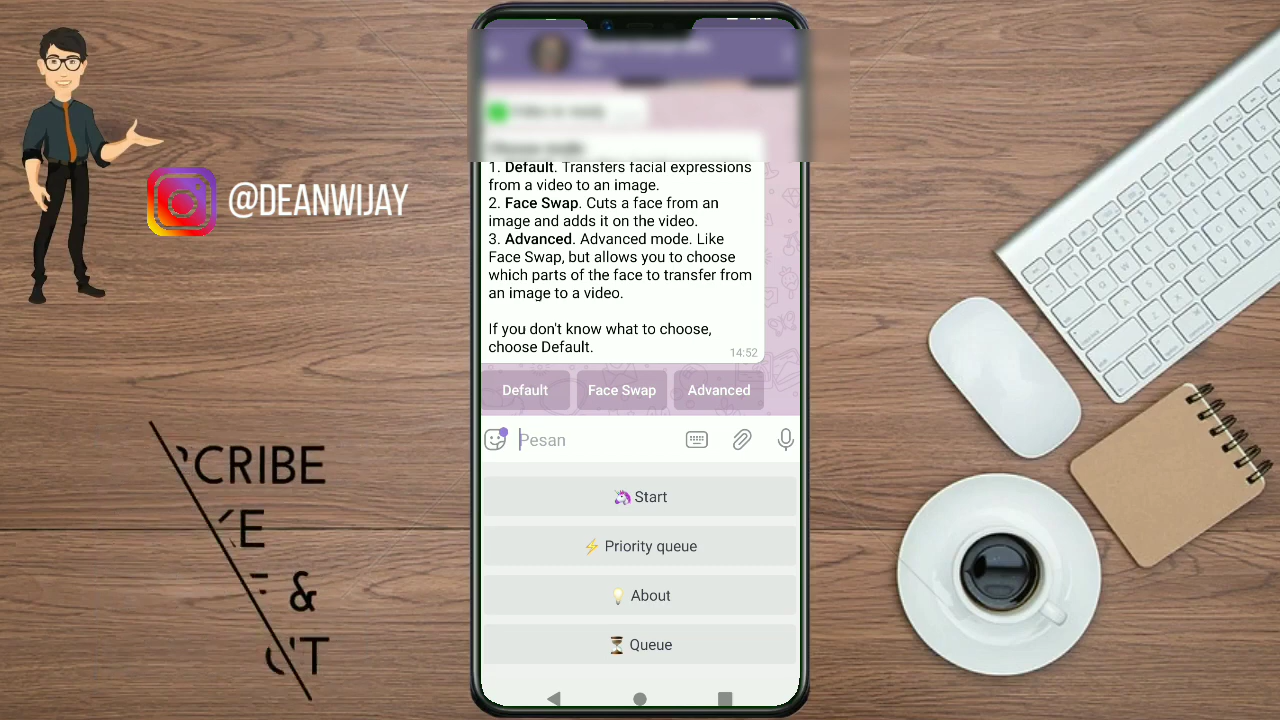 @DEANWIJAY
1. Default. Transfers facial expressions
from a video to an image.
2. Face Swap. Cuts a face from an
image and adds it on the video.
3. Advanced. Advanced mode. Like
Face Swap, but allows you to choose
which parts of the face to transfer from
an image to a video.
If you don't know what to choose,
choose Default.
14:52
Default Face Swap Advanced
Pesan
🦄 Start
⚡ Priority queue
💡 About
⏳ Queue
CRIBE
E
&
T